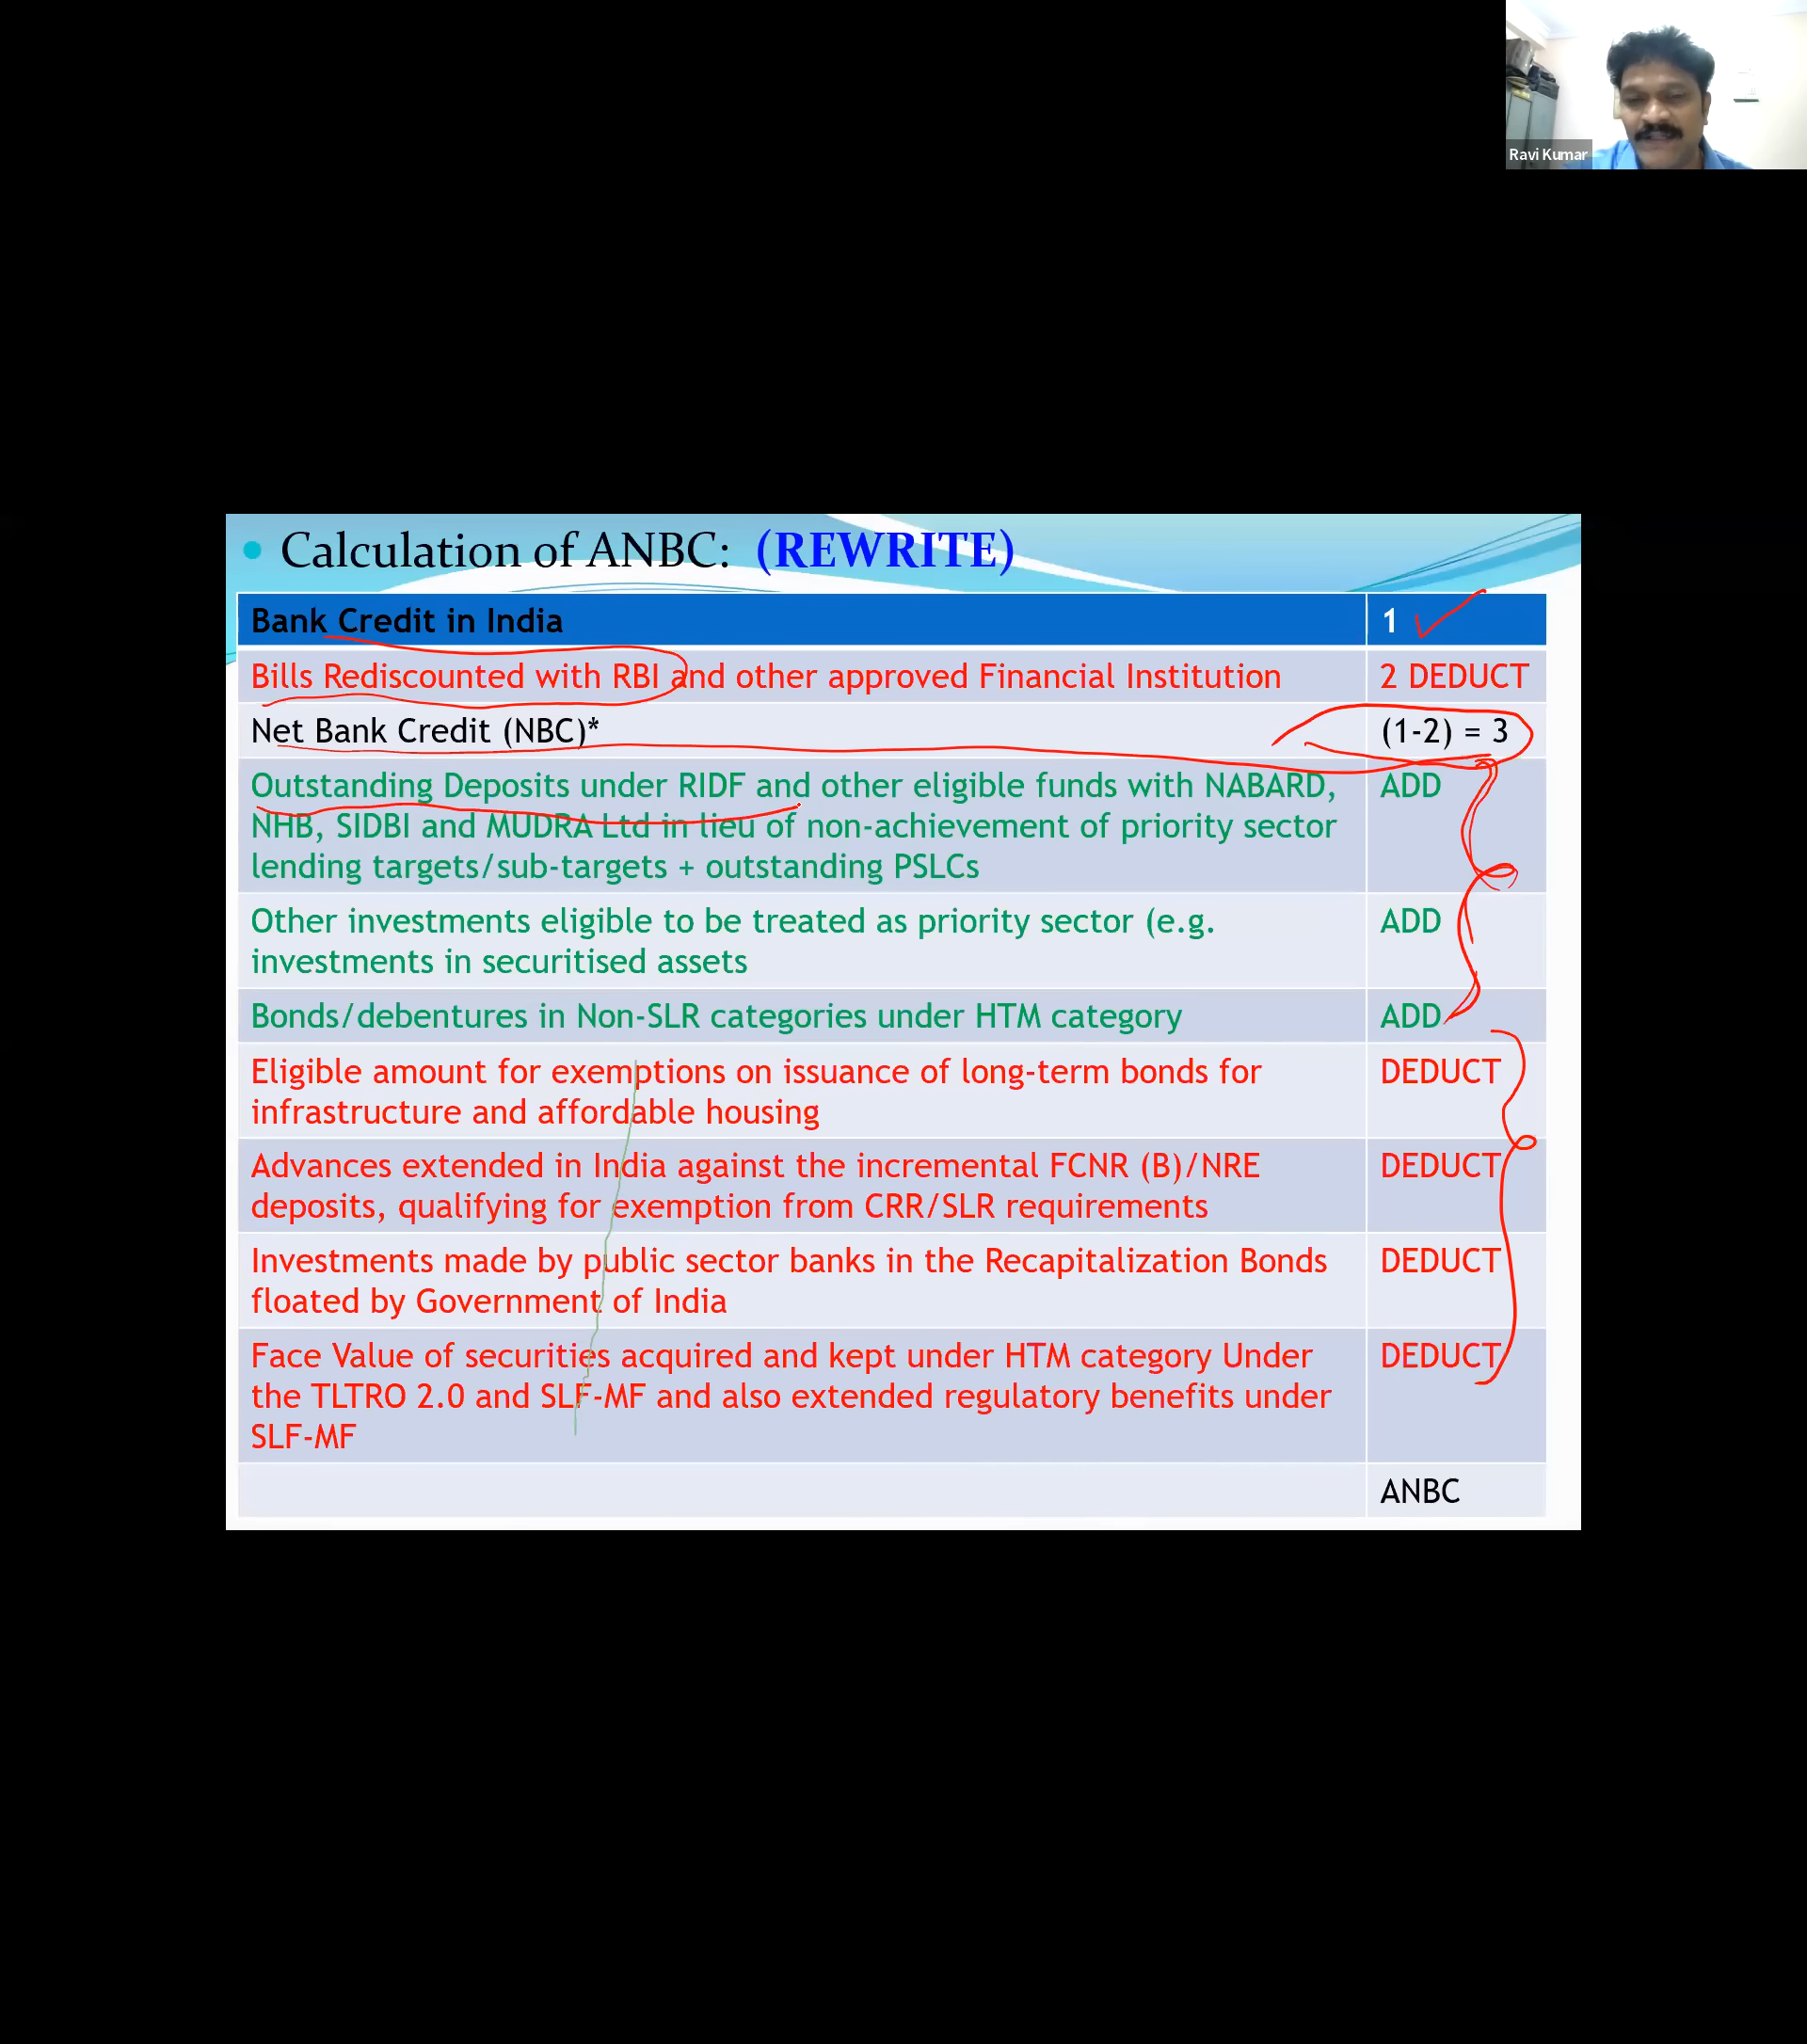 Ravi Kumar
• Calculation of ANBC: (REWRITE)
Bank Credit in India 1
Bills Rediscounted with RBI and other approved Financial Institution 2 DEDUCT
Net Bank Credit (NBC)* (1-2) = 3
Outstanding Deposits under RIDF and other eligible funds with NABARD, ADD
NHB, SIDBI and MUDRA Ltd in lieu of non-achievement of priority sector
lending targets/sub-targets + outstanding PSLCs
Other investments eligible to be treated as priority sector (e.g. ADD
investments in securitised assets
Bonds/debentures in Non-SLR categories under HTM category ADD
Eligible amount for exemptions on issuance of long-term bonds for DEDUCT
infrastructure and affordable housing
Advances extended in India against the incremental FCNR (B)/NRE DEDUCT
deposits, qualifying for exemption from CRR/SLR requirements
Investments made by public sector banks in the Recapitalization Bonds DEDUCT
floated by Government of India
Face Value of securities acquired and kept under HTM category Under DEDUCT
the TLTRO 2.0 and SLF-MF and also extended regulatory benefits under
SLF-MF
ANBC